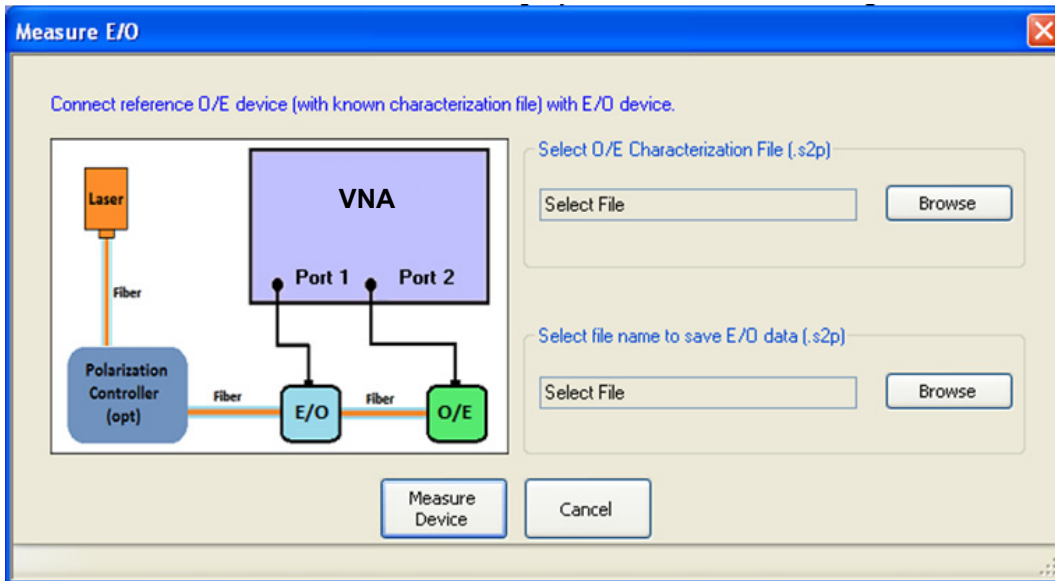 Measure E/O
Connect reference O/E device (with known characterization file) with E/O device.
Laser
Fiber
VNA
Port 1
Port 2
Polarization
Controller
(opt)
Fiber
E/O
Fiber
O/E
Select O/E Characterization File (.s2p)
Select File
Browse
Select file name to save E/O data (.s2p)
Select File
Browse
Measure
Device
Cancel